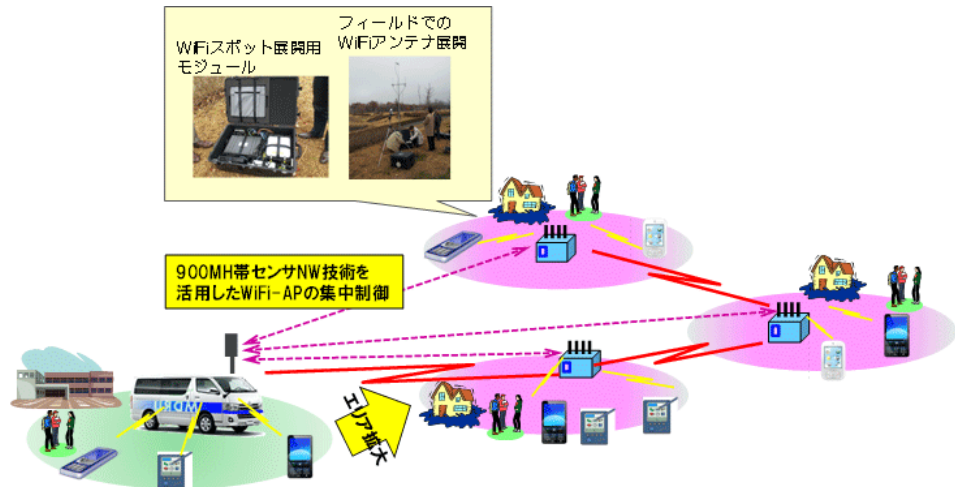 WiFiスポット展開用
モジュール
フィールドでの
WiFiアンテナ展開
900MH帯センサNW技術を
活用したWiFi-APの集中制御
エリア拡大